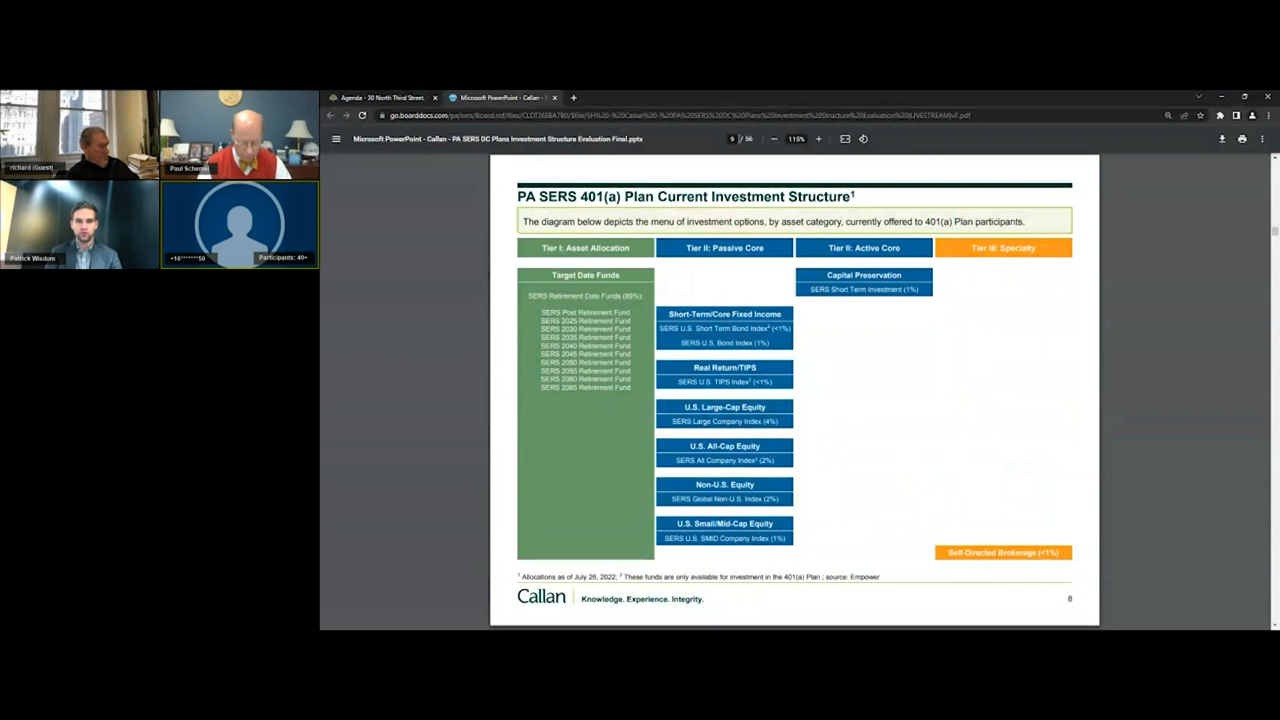 richard (Guest)
Paul Schemel
Patrick Wisdom
+16*******50
Participants: 40+
Agenda - 30 North Third Street,
Microsoft PowerPoint - Callan -
Microsoft PowerPoint - Callan - PA SERS DC Plans Investment Structure Evaluation Final.pptx
9 / 56
115%
PA SERS 401(a) Plan Current Investment Structure1
The diagram below depicts the menu of investment options, by asset category, currently offered to 401(a) Plan participants.
Tier I: Asset Allocation
Tier II: Passive Core
Tier II: Active Core
Tier III: Specialty
Target Date Funds
SERS Retirement Date Funds (89%):
SERS Post Retirement Fund
SERS 2025 Retirement Fund
SERS 2030 Retirement Fund
SERS 2035 Retirement Fund
SERS 2040 Retirement Fund
SERS 2045 Retirement Fund
SERS 2050 Retirement Fund
SERS 2055 Retirement Fund
SERS 2060 Retirement Fund
SERS 2065 Retirement Fund
Capital Preservation
SERS Short Term Investment (1%)
Short-Term/Core Fixed Income
SERS U.S. Short Term Bond Index2 (<1%)
SERS U.S. Bond Index (1%)
Real Return/TIPS
SERS U.S. TIPS Index2 (<1%)
U.S. Large-Cap Equity
SERS Large Company Index (4%)
U.S. All-Cap Equity
SERS All Company Index2 (2%)
Non-U.S. Equity
SERS Global Non-U.S. Index (2%)
U.S. Small/Mid-Cap Equity
SERS U.S. SMID Company Index (1%)
Self-Directed Brokerage (<1%)
1 Allocations as of July 26, 2022; 2 These funds are only available for investment in the 401(a) Plan ; source: Empower
Callan
Knowledge. Experience. Integrity.
8